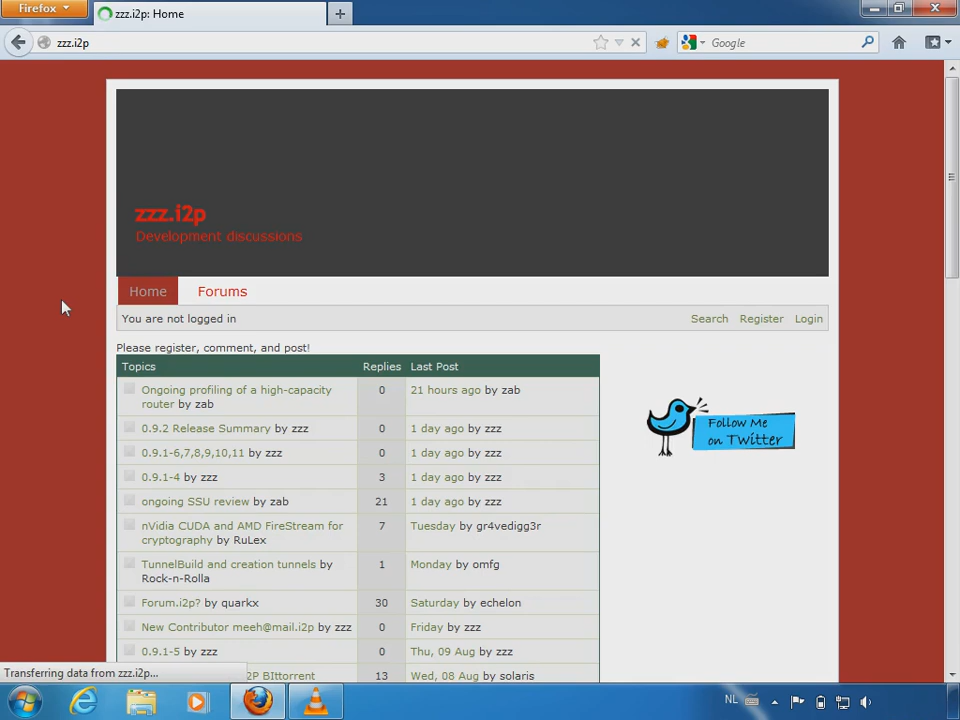 Firefox
zzz.i2p: Home
zzz.i2p
Google
zzz.i2p
Development discussions
Home Forums
You are not logged in Search Register Login
Please register, comment, and post!
Topics Replies Last Post
Ongoing profiling of a high-capacity
router by zab 0 21 hours ago by zab
0.9.2 Release Summary by zzz 0 1 day ago by zzz
0.9.1-6,7,8,9,10,11 by zzz 0 1 day ago by zzz
0.9.1-4 by zzz 3 1 day ago by zzz
ongoing SSU review by zab 21 1 day ago by zzz
nVidia CUDA and AMD FireStream for
cryptography by RuLex 7 Tuesday by gr4vedigg3r
TunnelBuild and creation tunnels by
Rock-n-Rolla 1 Monday by omfg
Forum.i2p? by quarkx 30 Saturday by echelon
New Contributor meeh@mail.i2p by zzz 0 Friday by zzz
0.9.1-5 by zzz 0 Thu, 09 Aug by zzz
2P BIttorrent 13 Wed, 08 Aug by solaris
Follow Me
on Twitter
Transferring data from zzz.i2p...
NL